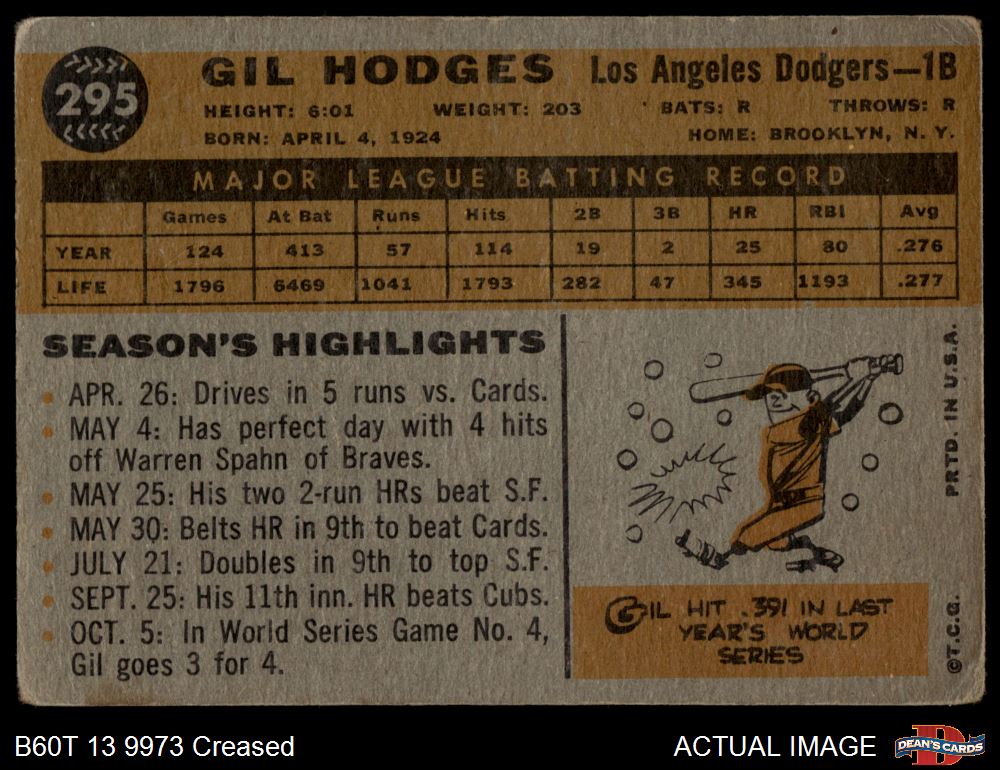 295
GIL HODGES Los Angeles Dodgers—1B
HEIGHT: 6:01 WEIGHT: 203 BATS: R THROWS: R
BORN: APRIL 4, 1924 HOME: BROOKLYN, N. Y.
MAJOR LEAGUE BATTING RECORD
Games At Bat Runs Hits 2B 3B HR RBI Avg
YEAR 124 413 57 114 19 2 25 80 .276
LIFE 1796 6469 1041 1793 282 47 345 1193 .277
SEASON'S HIGHLIGHTS
• APR. 26: Drives in 5 runs vs. Cards.
• MAY 4: Has perfect day with 4 hits
off Warren Spahn of Braves.
• MAY 25: His two 2-run HRs beat S.F.
• MAY 30: Belts HR in 9th to beat Cards.
• JULY 21: Doubles in 9th to top S.F.
• SEPT. 25: His 11th inn. HR beats Cubs.
• OCT. 5: In World Series Game No. 4,
Gil goes 3 for 4.
GIL HIT .391 IN LAST
YEAR'S WORLD
SERIES
PRTD. IN U.S.A.
©T.C.G.
B60T 13 9973 Creased
ACTUAL IMAGE
D
DEAN'S CARDS